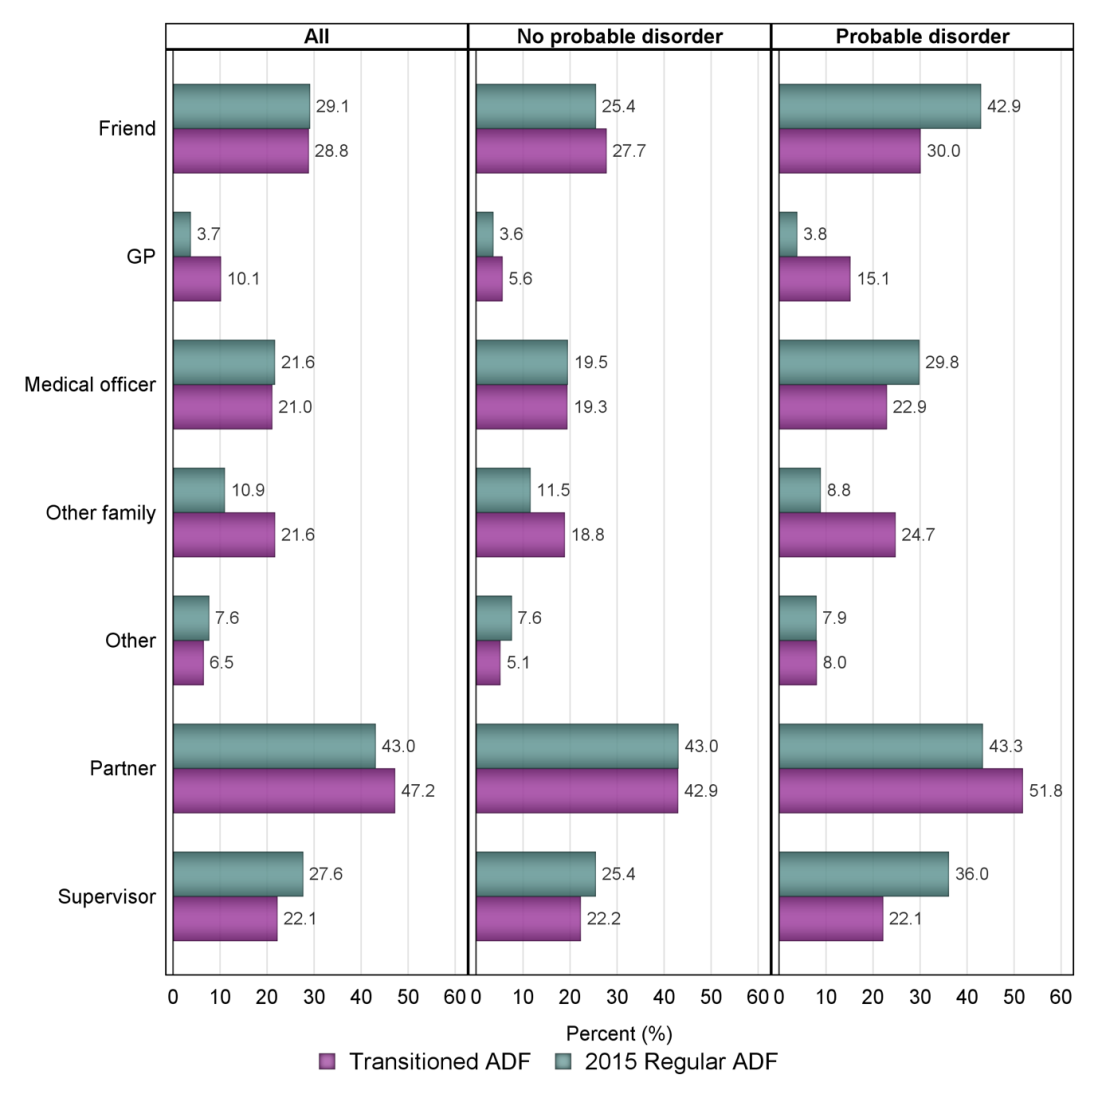 All No probable disorder Probable disorder
Friend 29.1 25.4 42.9
28.8 27.7 30.0
GP 3.7 3.6 3.8
10.1 5.6 15.1
Medical officer 21.6 19.5 29.8
21.0 19.3 22.9
Other family 10.9 11.5 8.8
21.6 18.8 24.7
Other 7.6 7.6 7.9
6.5 5.1 8.0
Partner 43.0 43.0 43.3
47.2 42.9 51.8
Supervisor 27.6 25.4 36.0
22.1 22.2 22.1
0 10 20 30 40 50 60 0 10 20 30 40 50 60 0 10 20 30 40 50 60
Percent (%)
Transitioned ADF 2015 Regular ADF